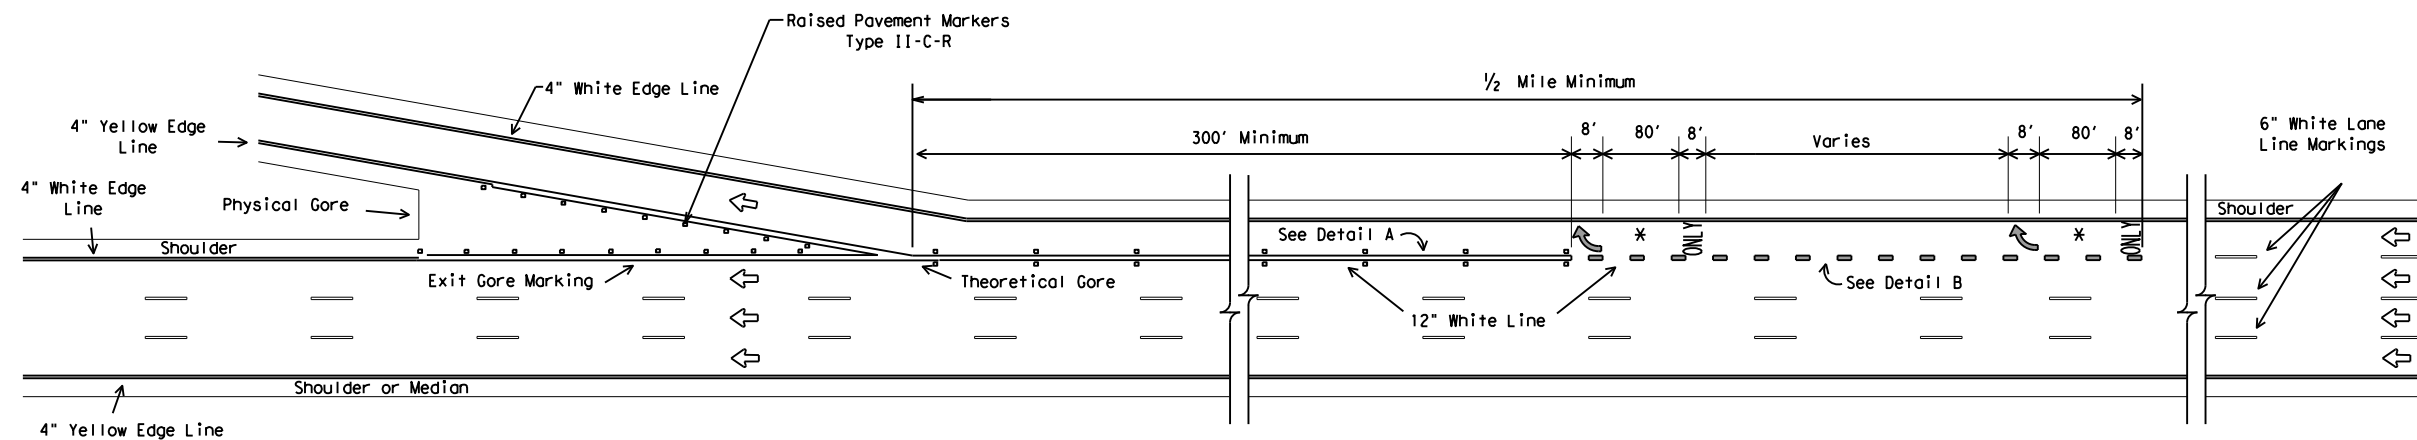 Raised Pavement Markers
Type II-C-R
4" White Edge Line
½ Mile Minimum
4" Yellow Edge
Line
300' Minimum
8'
80'
8'
Varies
8'
80'
8'
6" White Lane
Line Markings
4" White Edge
Line
Physical Gore
Shoulder
Shoulder
See Detail A
*
ONLY
*
ONLY
Exit Gore Marking
Theoretical Gore
See Detail B
12" White Line
Shoulder or Median
4" Yellow Edge Line